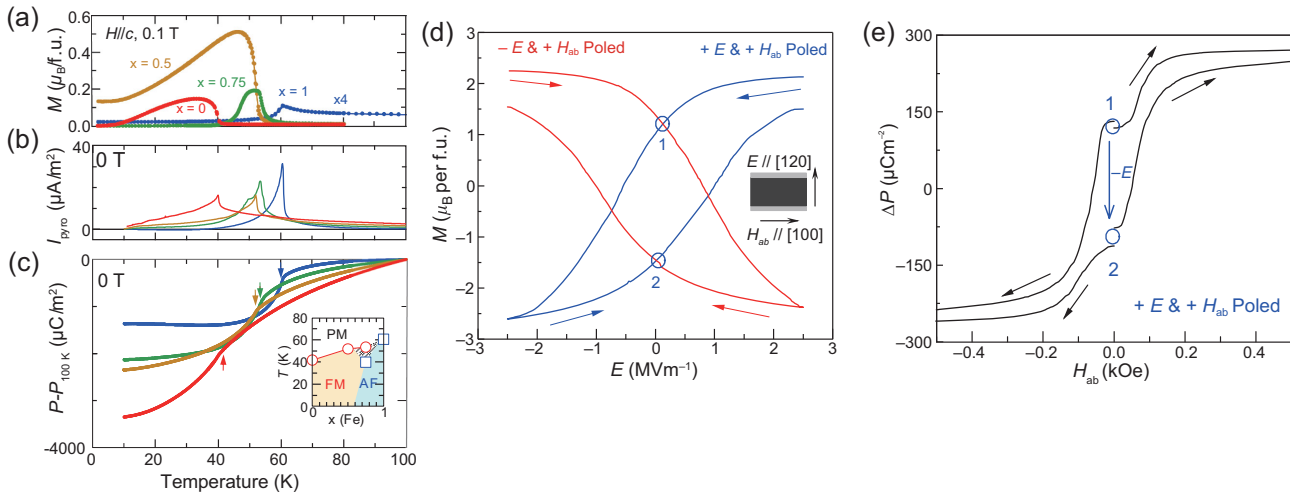 (a)
H//c, 0.1 T
x = 0.5
x = 0.75
x = 0
x = 1
x4
M (μB/f.u.)
0.6
0.4
0.2
0.0
(b)
0 T
Ipyro (μA/m²)
40
20
0
(c)
0 T
P-P100 K (μC/m²)
0
-4000
0
20
40
60
80
100
Temperature (K)
PM
FM
AF
T (K)
80
60
40
20
0
0
1
x (Fe)
(d)
– E & + Hab Poled
+ E & + Hab Poled
M (μB per f.u.)
3
2
1
0
−1
−2
−3
−3
−2
−1
0
1
2
3
E (MVm⁻¹)
1
2
E // [120]
Hab // [100]
(e)
ΔP (μCm⁻²)
300
150
0
-150
-300
-0.4
-0.2
0.0
0.2
0.4
Hab (kOe)
1
–E
2
+ E & + Hab Poled